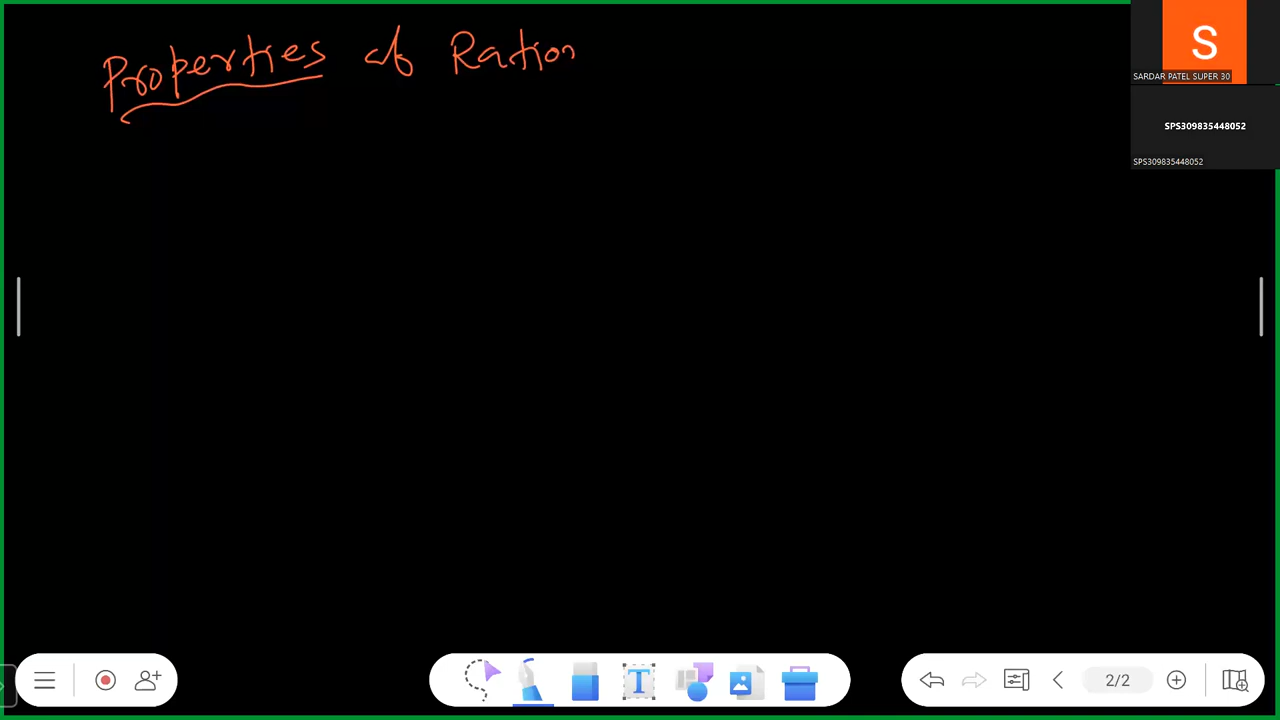 Properties of Ration
S
SARDAR PATEL SUPER 30
SPS309835448052
SPS309835448052
T
2/2